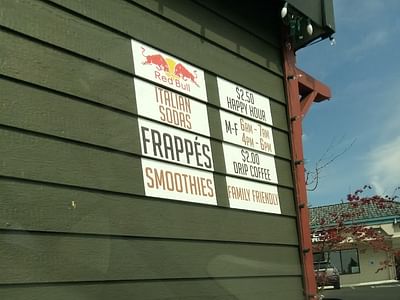 Red Bull
ITALIAN
SODAS
FRAPPÉS
SMOOTHIES
$2.50
HAPPY HOUR
M-F 6AM - 7AM
4PM - 6PM
$2.00
DRIP COFFEE
FAMILY FRIENDLY